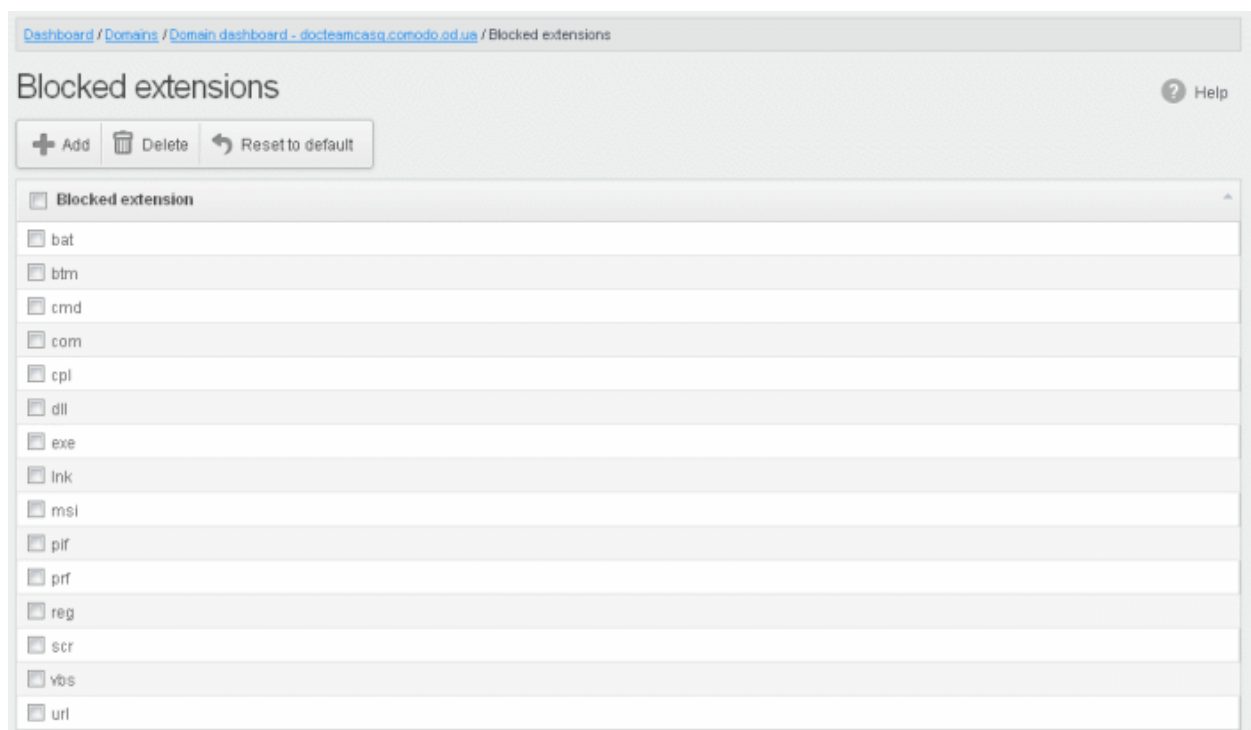 Dashboard / Domains / Domain dashboard - docteamcasg.comodo.od.ua / Blocked extensions
Blocked extensions
? Help
Add Delete Reset to default
Blocked extension
bat
btm
cmd
com
cpl
dll
exe
lnk
msi
pif
prf
reg
scr
vbs
url